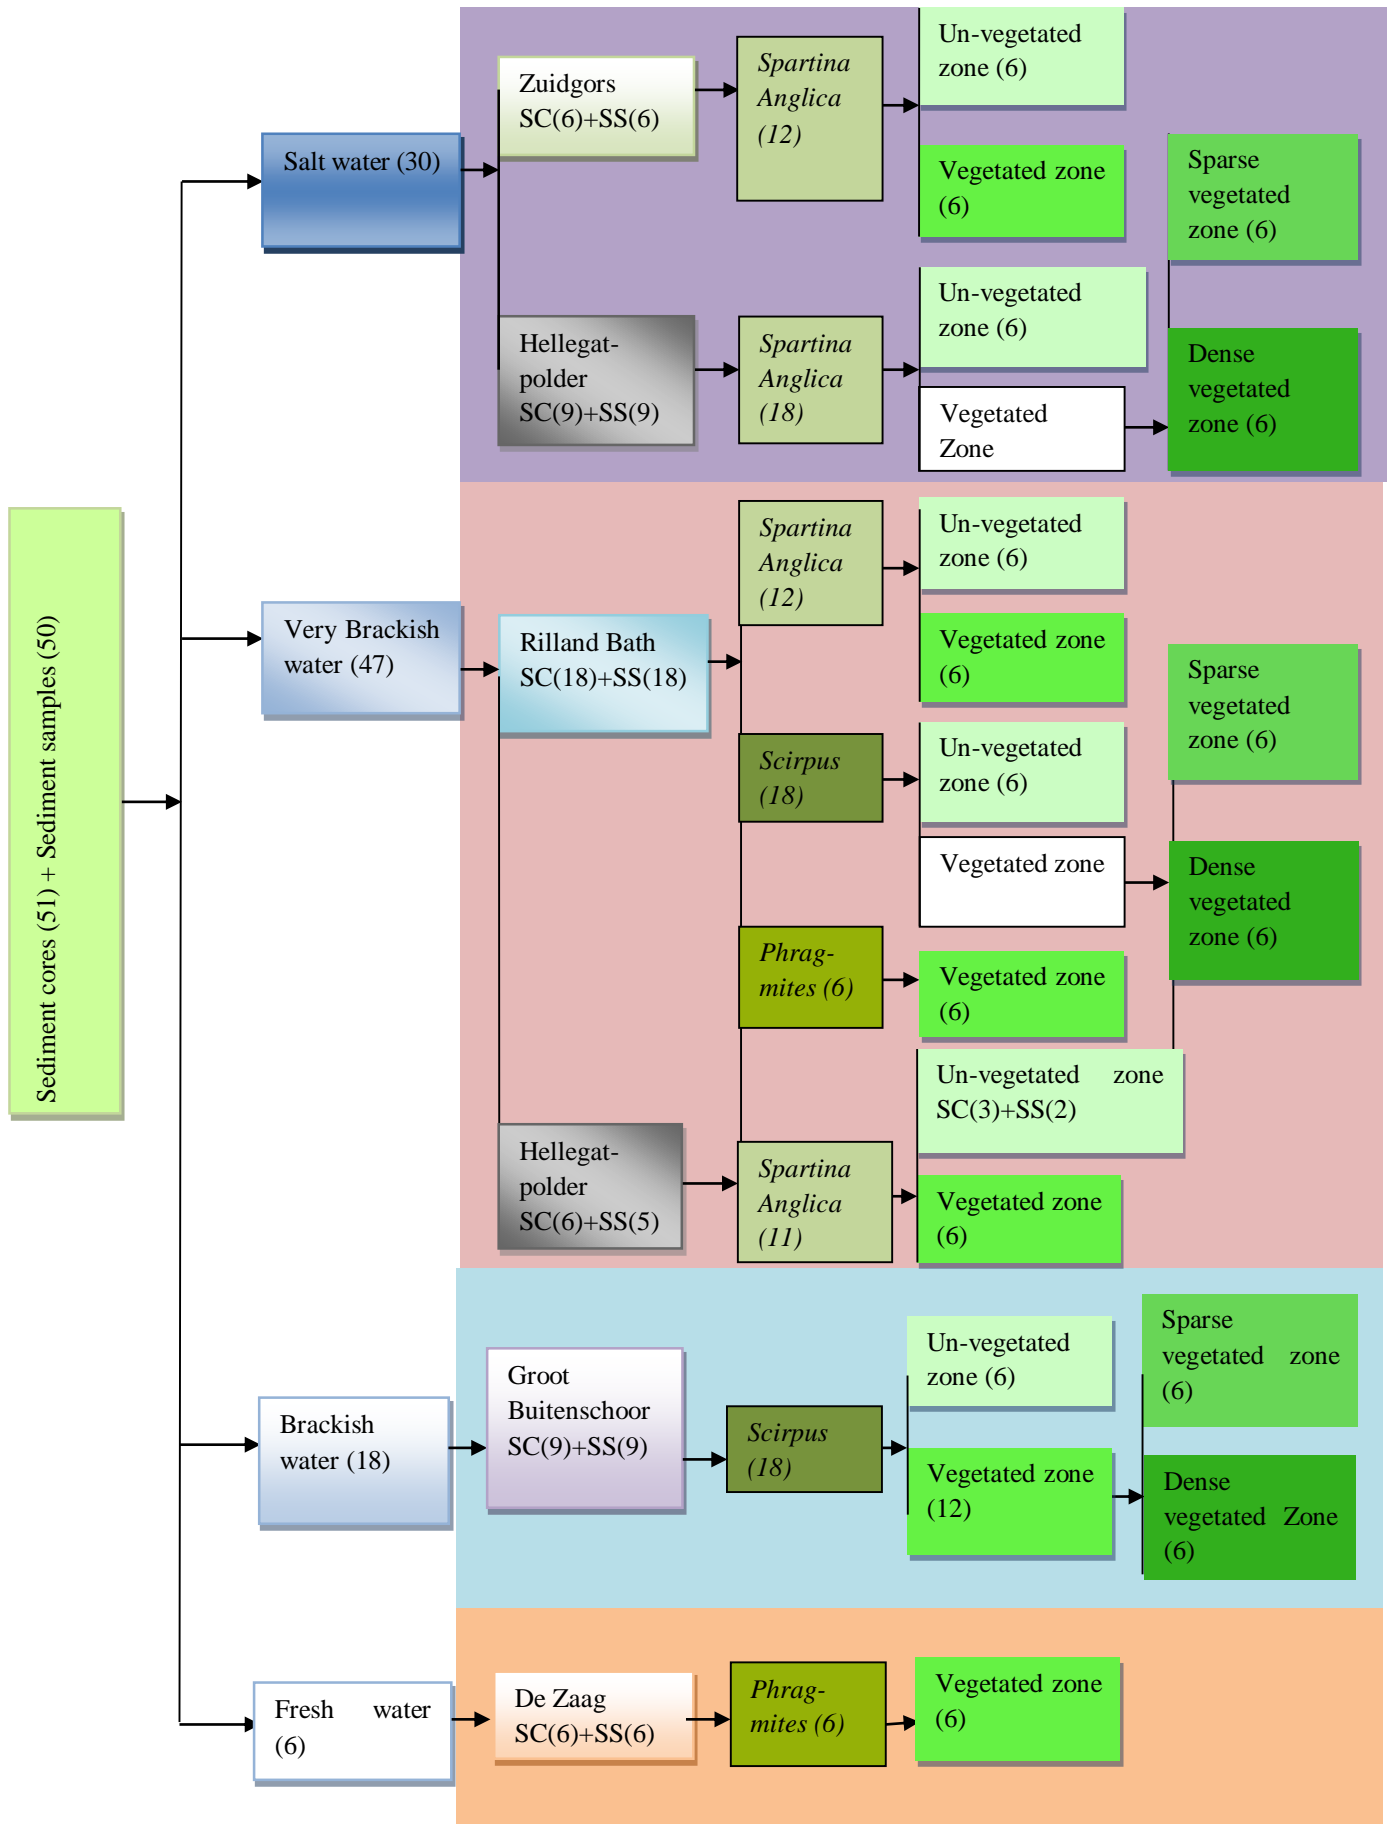 Sediment cores (51) + Sediment samples (50)
Salt water (30)
Zuidgors
SC(6)+SS(6)
Spartina
Anglica
(12)
Un-vegetated
zone (6)
Vegetated zone
(6)
Hellegat-
polder
SC(9)+SS(9)
Spartina
Anglica
(18)
Un-vegetated
zone (6)
Vegetated
Zone
Sparse
vegetated
zone (6)
Dense
vegetated
zone (6)
Very Brackish
water (47)
Rilland Bath
SC(18)+SS(18)
Spartina
Anglica
(12)
Un-vegetated
zone (6)
Vegetated zone
(6)
Scirpus
(18)
Un-vegetated
zone (6)
Vegetated zone
Sparse
vegetated
zone (6)
Dense
vegetated
zone (6)
Phrag-
mites (6)
Vegetated zone
(6)
Hellegat-
polder
SC(6)+SS(5)
Spartina
Anglica
(11)
Un-vegetated zone
SC(3)+SS(2)
Vegetated zone
(6)
Brackish
water (18)
Groot
Buitenschoor
SC(9)+SS(9)
Scirpus
(18)
Un-vegetated
zone (6)
Vegetated zone
(12)
Sparse
vegetated zone
(6)
Dense
vegetated Zone
(6)
Fresh water
(6)
De Zaag
SC(6)+SS(6)
Phrag-
mites (6)
Vegetated zone
(6)